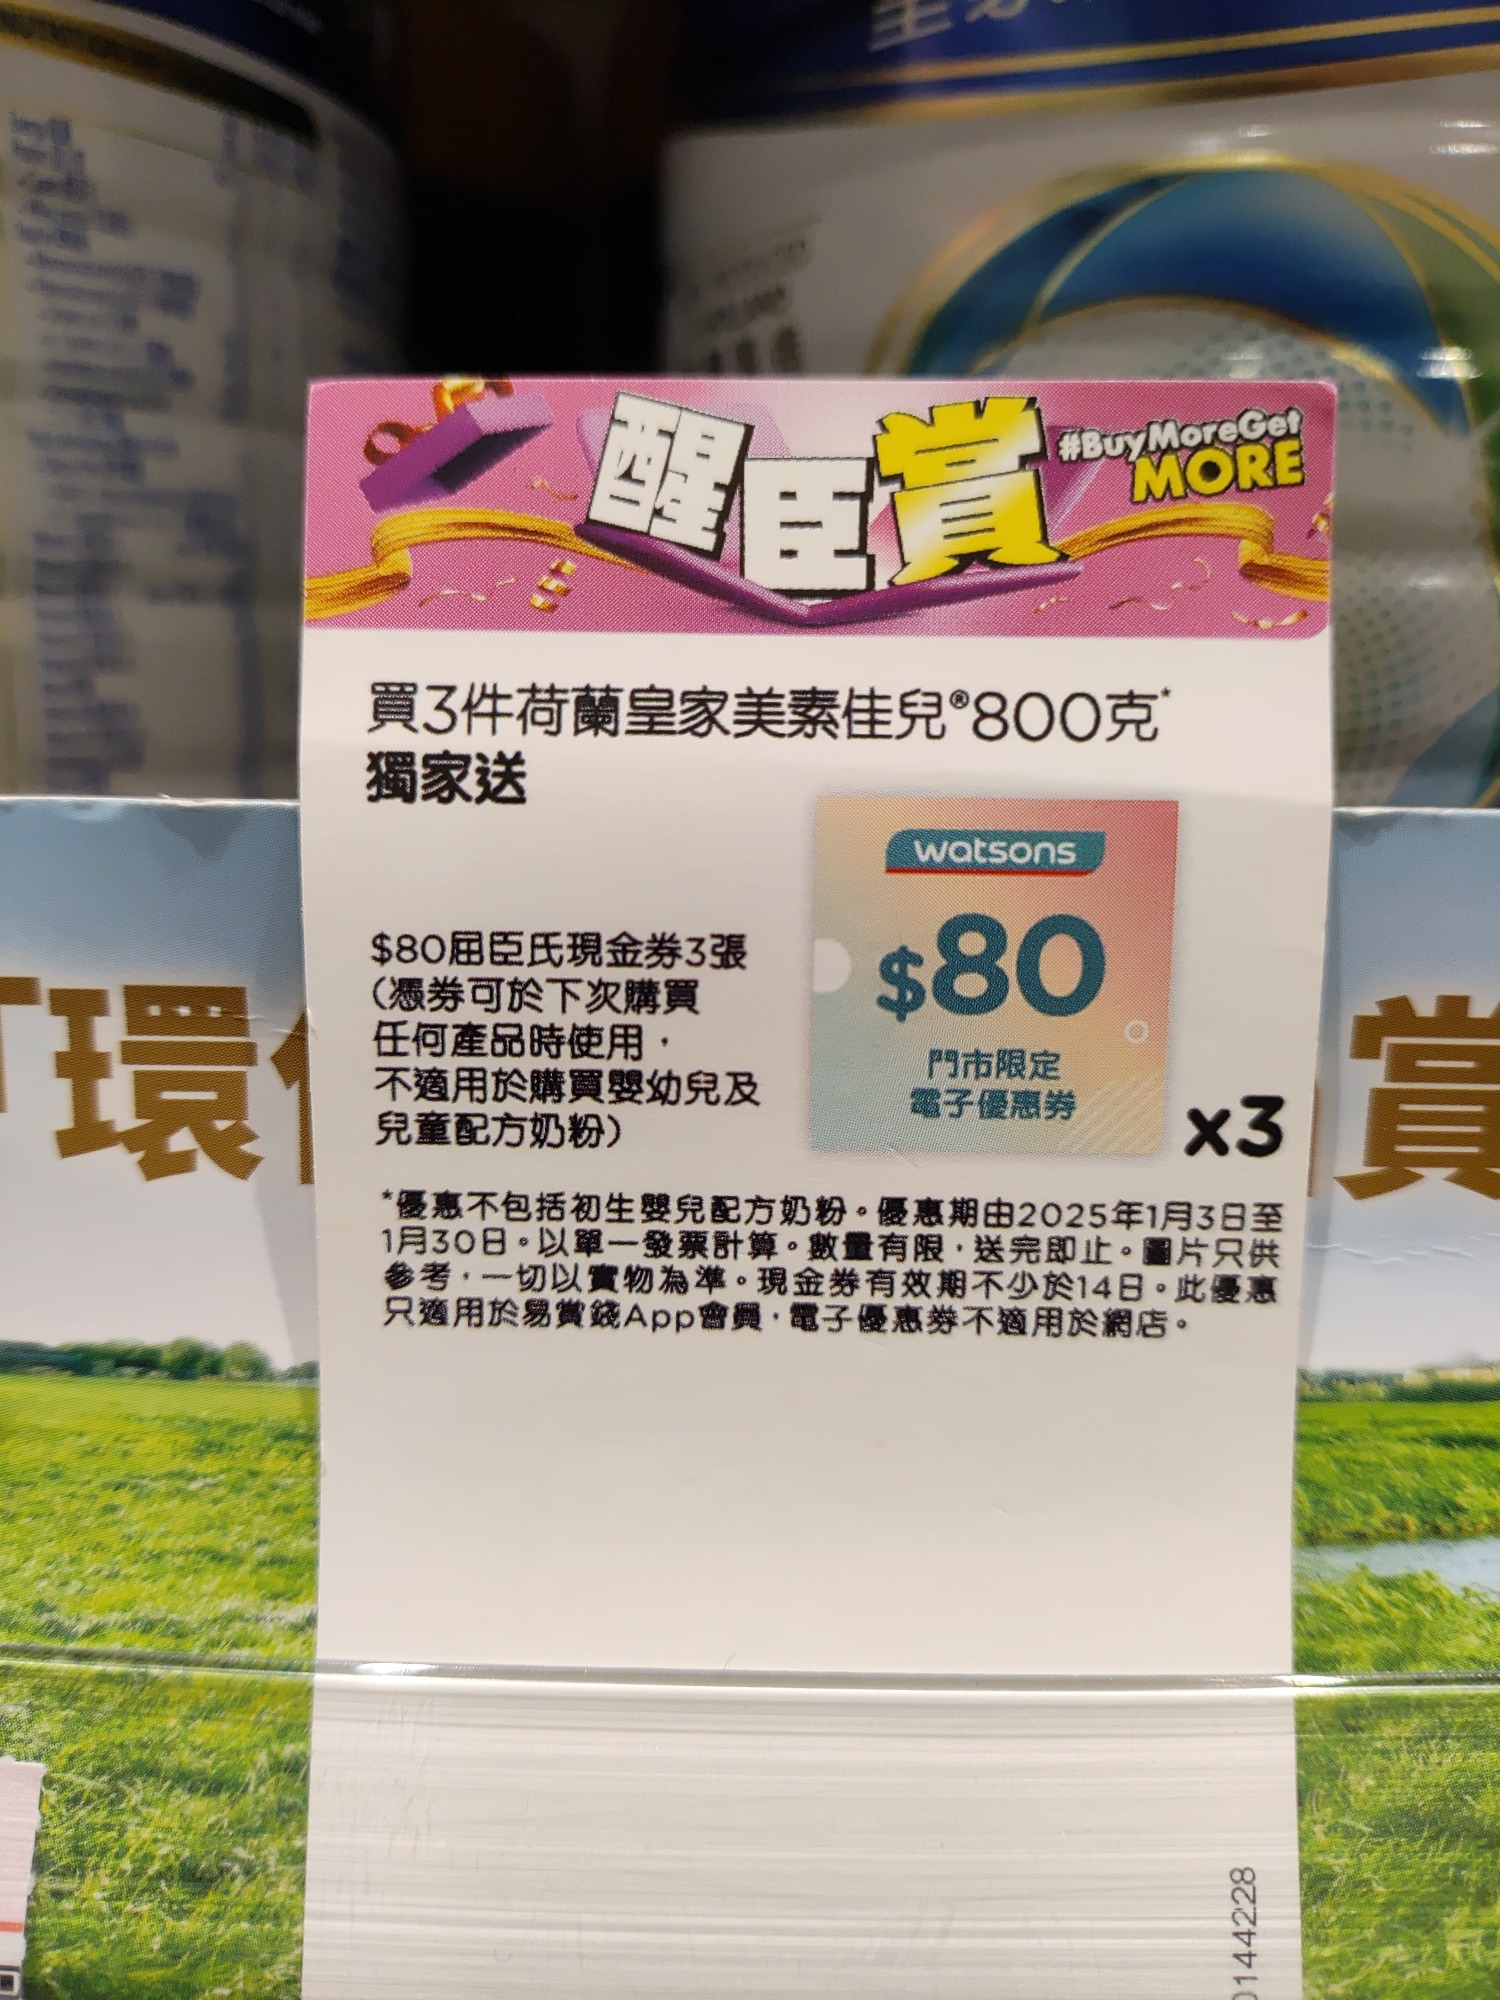 醒臣賞
#BuyMoreGet
MORE
買3件荷蘭皇家美素佳兒®800克*
獨家送
watsons
$80
門市限定
電子優惠券
x3
$80屈臣氏現金券3張
（憑券可於下次購買
任何產品時使用，
不適用於購買嬰幼兒及
兒童配方奶粉）
*優惠不包括初生嬰兒配方奶粉。優惠期由2025年1月3日至
1月30日。以單一發票計算。數量有限，送完即止。圖片只供
參考，一切以實物為準。現金券有效期不少於14日。此優惠
只適用於易賞錢App會員，電子優惠券不適用於網店。
「環
賞
0144228